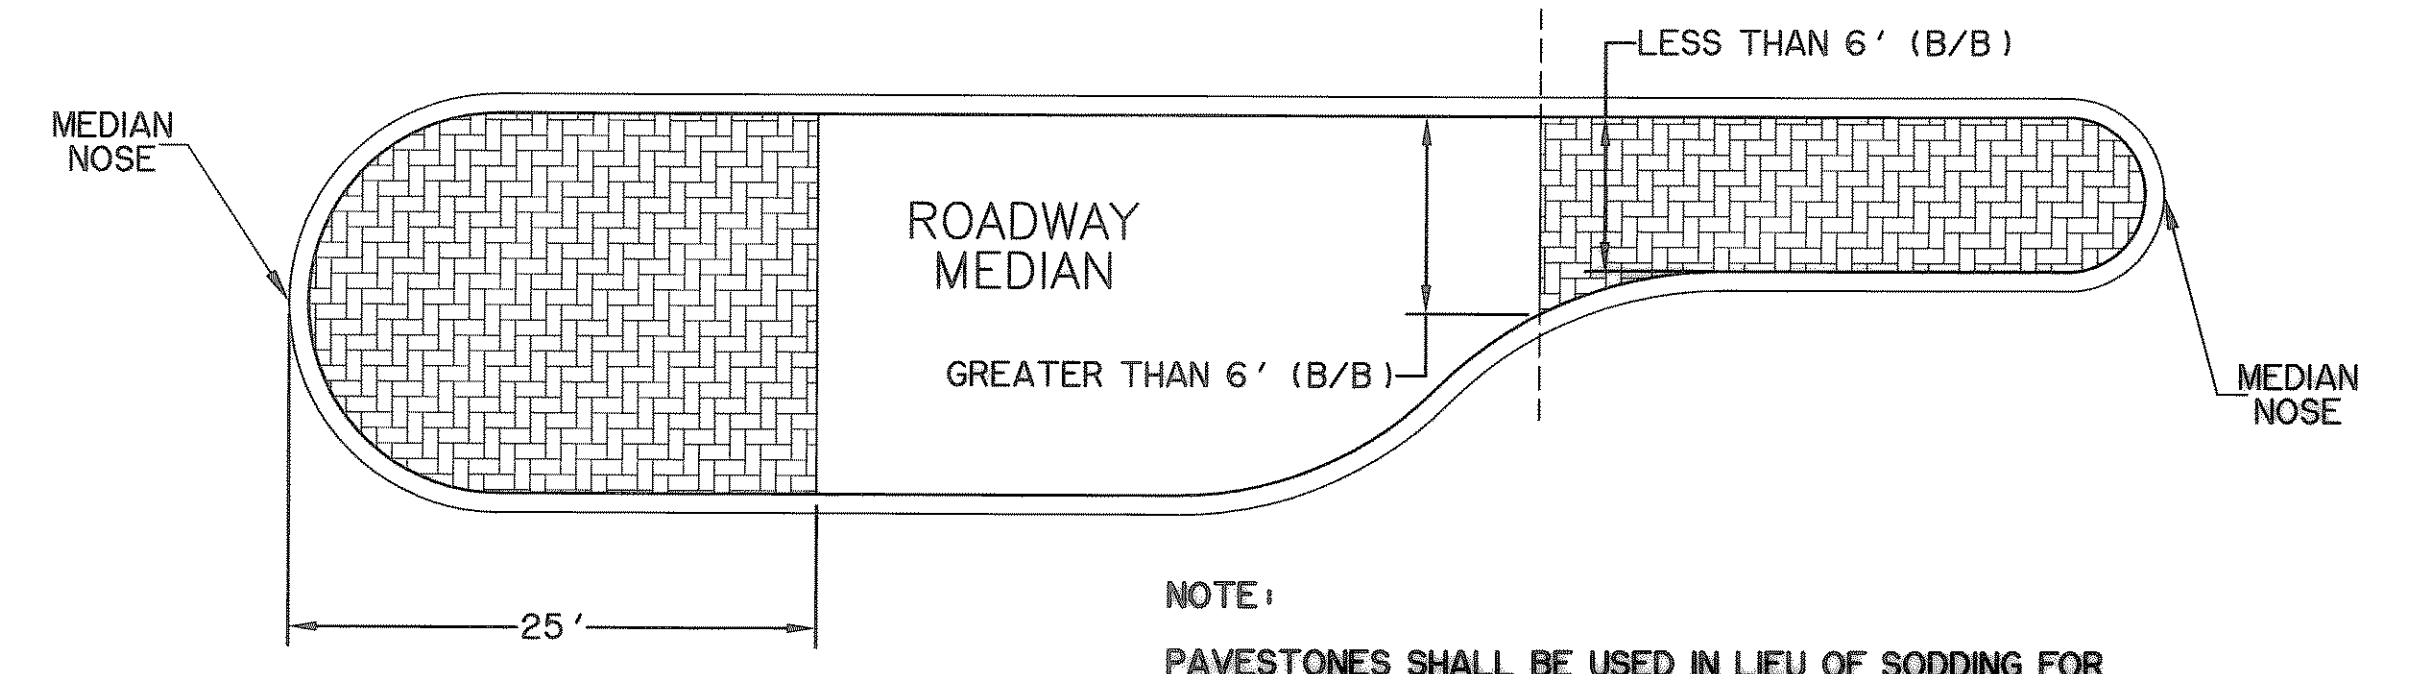 LESS THAN 6' (B/B)
MEDIAN
NOSE
ROADWAY
MEDIAN
GREATER THAN 6' (B/B)
MEDIAN
NOSE
25'
NOTE:
PAVESTONES SHALL BE USED IN LIEU OF SODDING FOR